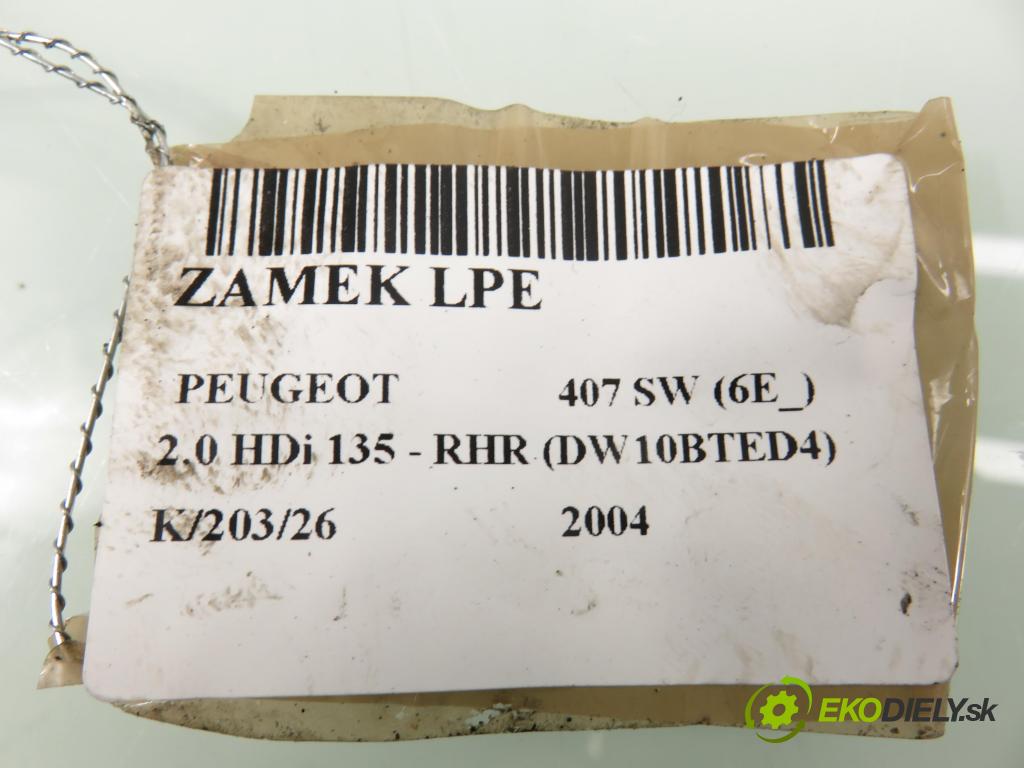 ZAMEK LPE
PEUGEOT 407 SW (6E_)
2.0 HDi 135 - RHR (DW10BTED4)
K/203/26 2004
EKODIELY.sk